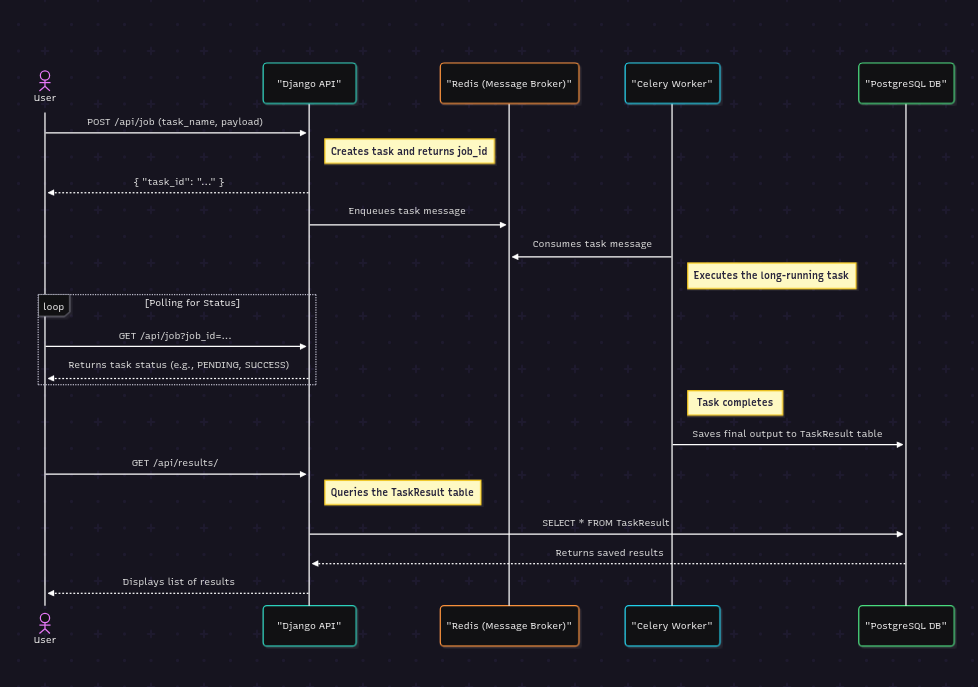 "Django API"
"Redis (Message Broker)"
"Celery Worker"
"PostgreSQL DB"
User
POST /api/job (task_name, payload)
Creates task and returns job_id
{ "task_id": "..." }
Enqueues task message
Consumes task message
Executes the long-running task
loop
[Polling for Status]
GET /api/job?job_id=...
Returns task status (e.g., PENDING, SUCCESS)
Task completes
Saves final output to TaskResult table
GET /api/results/
Queries the TaskResult table
SELECT * FROM TaskResult
Returns saved results
Displays list of results
"Django API"
"Redis (Message Broker)"
"Celery Worker"
"PostgreSQL DB"
User